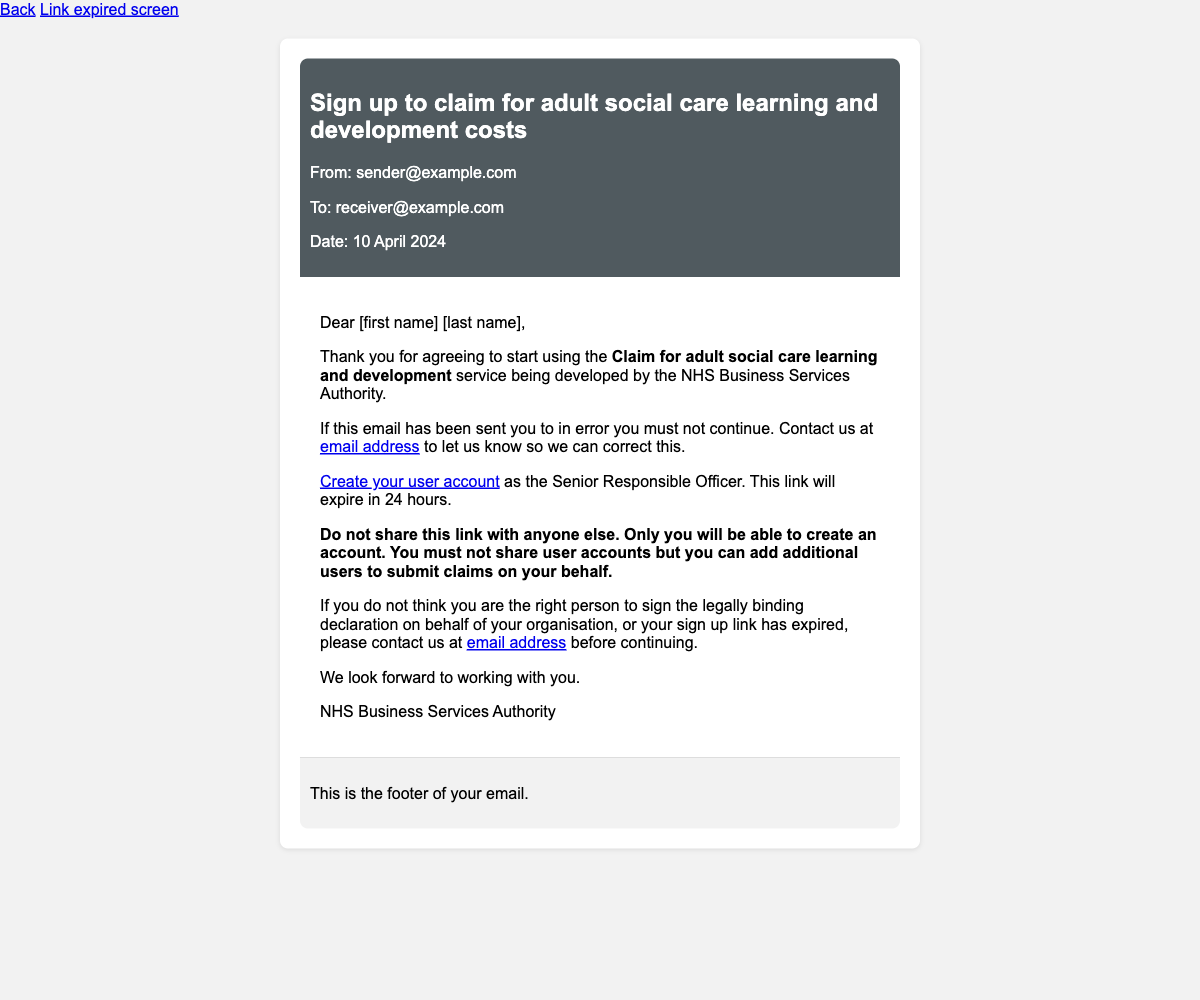 Back Link expired screen
Sign up to claim for adult social care learning and
development costs
From: sender@example.com
To: receiver@example.com
Date: 10 April 2024
Dear [first name] [last name],
Thank you for agreeing to start using the Claim for adult social care learning
and development service being developed by the NHS Business Services
Authority.
If this email has been sent you to in error you must not continue. Contact us at
email address to let us know so we can correct this.
Create your user account as the Senior Responsible Officer. This link will
expire in 24 hours.
Do not share this link with anyone else. Only you will be able to create an
account. You must not share user accounts but you can add additional
users to submit claims on your behalf.
If you do not think you are the right person to sign the legally binding
declaration on behalf of your organisation, or your sign up link has expired,
please contact us at email address before continuing.
We look forward to working with you.
NHS Business Services Authority
This is the footer of your email.